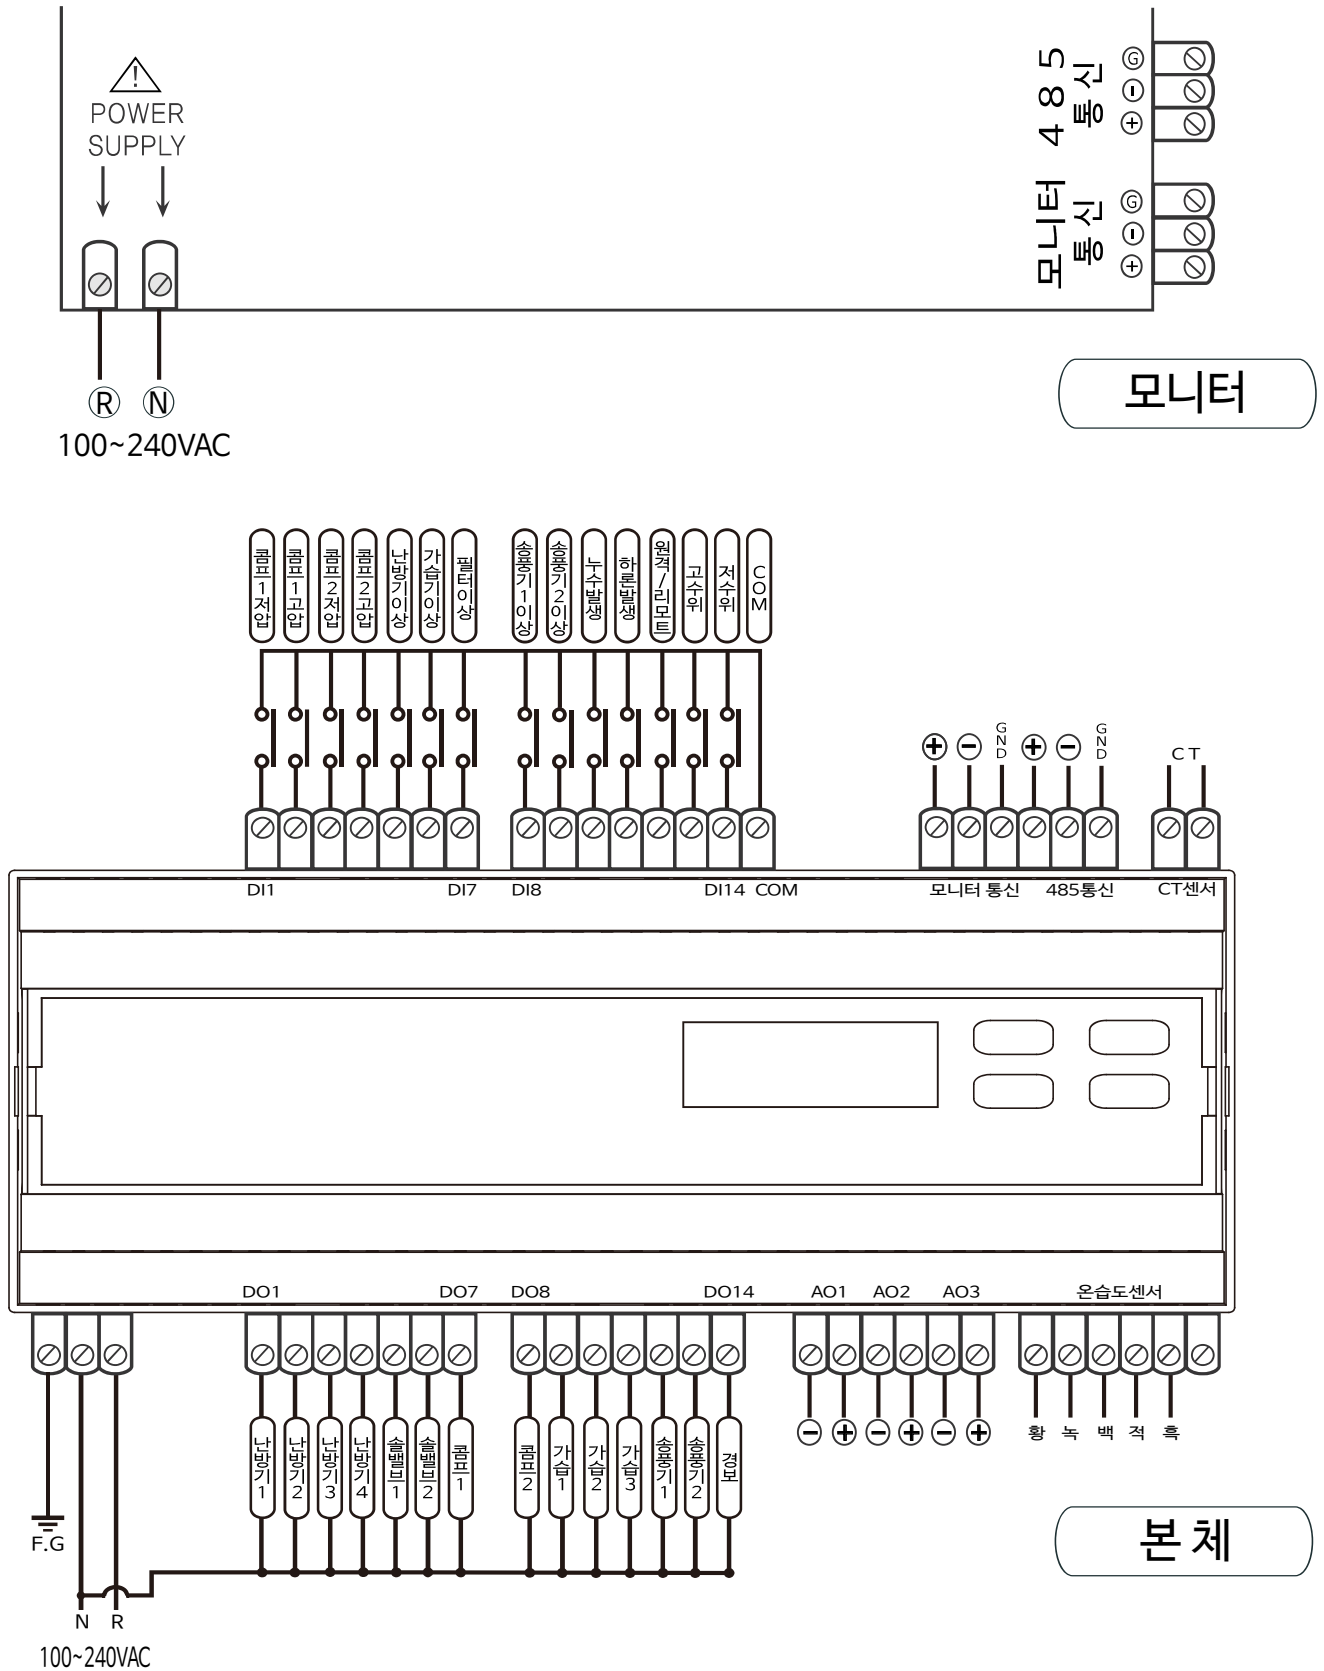 !
POWER
SUPPLY
485
통신
G
-
+
모니터
통신
G
-
+
R N
100~240VAC
모니터
콤프1저압
콤프1고압
콤프2저압
콤프2고압
난방기이상
가습기이상
필터이상
송풍기1이상
송풍기2이상
누수발생
하론발생
원격/리모트
고수위
저수위
COM
+ - GND + - GND
CT
DI1 DI7 DI8 DI14 COM 모니터 통신 485통신 CT센서
DO1 DO7 DO8 DO14 AO1 AO2 AO3 온습도센서
난방기1
난방기2
난방기3
난방기4
솔밸브1
솔밸브2
콤프1
콤프2
가습1
가습2
가습3
송풍기1
송풍기2
경보
- + - + - +
황 녹 백 적 흑
F.G
본 체
N R
100~240VAC